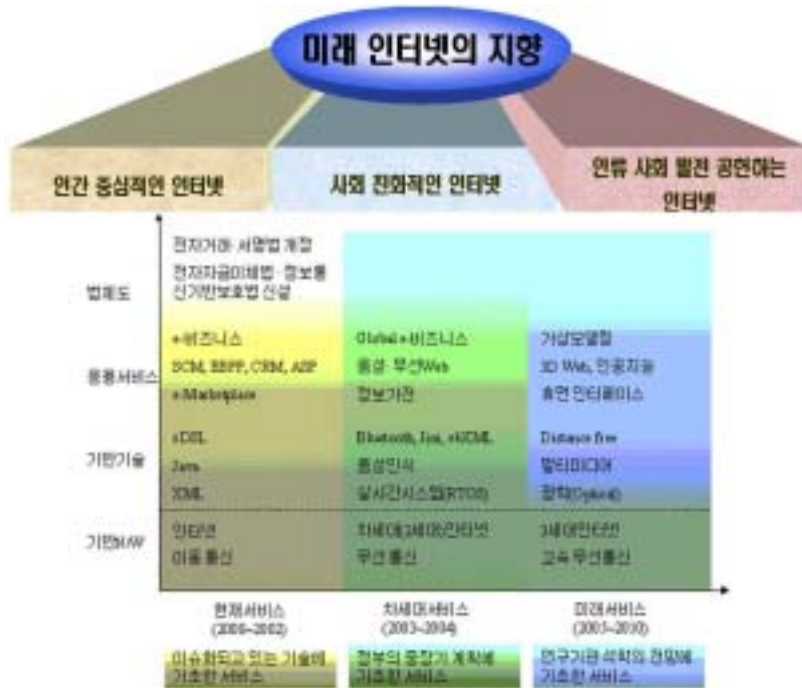 미래 인터넷의 지향
인간 중심적인 인터넷
사회 진화적인 인터넷
인류 사회 발전 공헌하는
인터넷
법제도
전자거래·서명법 개정
전자자금이체법·정보통
신기반보호법 신설
응용서비스
e-비즈니스
Global e-비즈니스
가상모델링
SCM, EBPP, CRM, ASP
음성·무선Web
3D Web, 인공지능
e-Marketplace
정보가전
휴먼 인터페이스
기반기술
xDSL
Bluetooth, Jini, ebXML
Distance free
Java
음성인식
멀티미디어
XML
실시간시스템(RTOS)
광학(Optical)
기반N/W
인터넷
차세대(2세대)인터넷
3세대인터넷
이동 통신
무선 통신
고속 무선통신
현재서비스
(2000~2002)
차세대서비스
(2003~2004)
미래서비스
(2005~2010)
이슈화되고 있는 기술에
기초한 서비스
정부의 중장기 계획에
기초한 서비스
연구기관 석학의 전망에
기초한 서비스